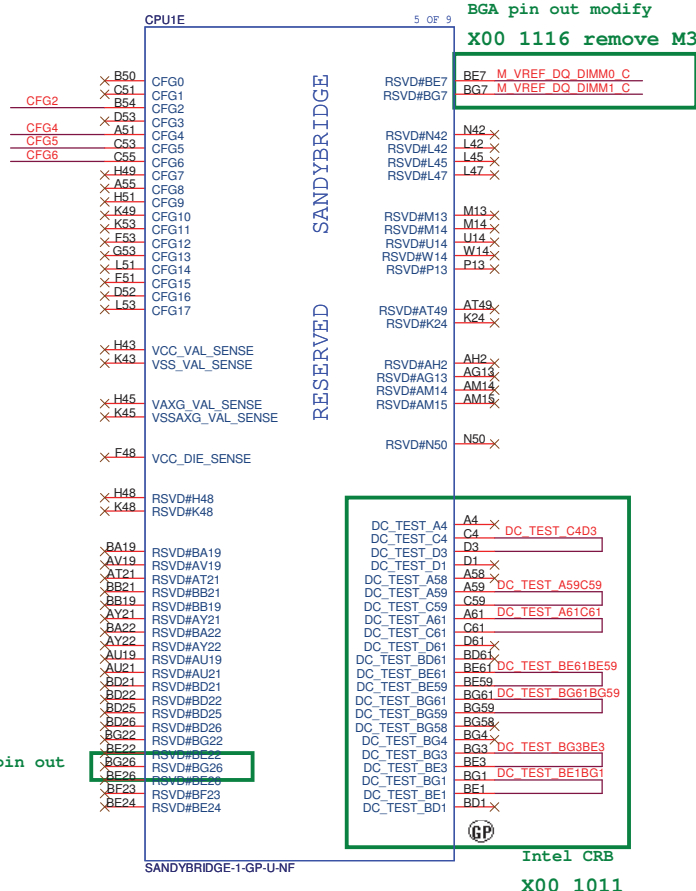 BGA pin out modify
X00 1116 remove M3
CPU1E 5 OF 9
SANDYBRIDGE
RESERVED
B50 CFG0
C51 CFG1
CFG2 B54 CFG2
D53 CFG3
CFG4 A51 CFG4
CFG5 C53 CFG5
CFG6 C55 CFG6
H49 CFG7
A55 CFG8
H51 CFG9
K49 CFG10
K53 CFG11
F53 CFG12
G53 CFG13
L51 CFG14
F51 CFG15
D52 CFG16
L53 CFG17
H43 VCC_VAL_SENSE
K43 VSS_VAL_SENSE
H45 VAXG_VAL_SENSE
K45 VSSAXG_VAL_SENSE
F48 VCC_DIE_SENSE
H48 RSVD#H48
K48 RSVD#K48
BA19 RSVD#BA19
AV19 RSVD#AV19
AT21 RSVD#AT21
BB21 RSVD#BB21
BB19 RSVD#BB19
AY21 RSVD#AY21
BA22 RSVD#BA22
AY22 RSVD#AY22
AU19 RSVD#AU19
AU21 RSVD#AU21
BD21 RSVD#BD21
BD22 RSVD#BD22
BD25 RSVD#BD25
BD26 RSVD#BD26
BG22 RSVD#BG22
BE22 RSVD#BE22
pin out BG26 RSVD#BG26
BE26 RSVD#BE26
BF23 RSVD#BF23
BE24 RSVD#BE24
RSVD#BE7 BE7 M_VREF_DQ_DIMM0_C
RSVD#BG7 BG7 M_VREF_DQ_DIMM1_C
RSVD#N42 N42
RSVD#L42 L42
RSVD#L45 L45
RSVD#L47 L47
RSVD#M13 M13
RSVD#M14 M14
RSVD#U14 U14
RSVD#W14 W14
RSVD#P13 P13
RSVD#AT49 AT49
RSVD#K24 K24
RSVD#AH2 AH2
RSVD#AG13 AG13
RSVD#AM14 AM14
RSVD#AM15 AM15
RSVD#N50 N50
DC_TEST_A4 A4
DC_TEST_C4 C4 DC_TEST_C4D3
DC_TEST_D3 D3
DC_TEST_D1 D1
DC_TEST_A58 A58
DC_TEST_A59 A59 DC_TEST_A59C59
DC_TEST_C59 C59
DC_TEST_A61 A61 DC_TEST_A61C61
DC_TEST_C61 C61
DC_TEST_D61 D61
DC_TEST_BD61 BD61
DC_TEST_BE61 BE61 DC_TEST_BE61BE59
DC_TEST_BE59 BE59
DC_TEST_BG61 BG61 DC_TEST_BG61BG59
DC_TEST_BG59 BG59
DC_TEST_BG58 BG58
DC_TEST_BG4 BG4
DC_TEST_BG3 BG3 DC_TEST_BG3BE3
DC_TEST_BE3 BE3
DC_TEST_BG1 BG1 DC_TEST_BE1BG1
DC_TEST_BE1 BE1
DC_TEST_BD1 BD1
GP
SANDYBRIDGE-1-GP-U-NF
Intel CRB
X00 1011